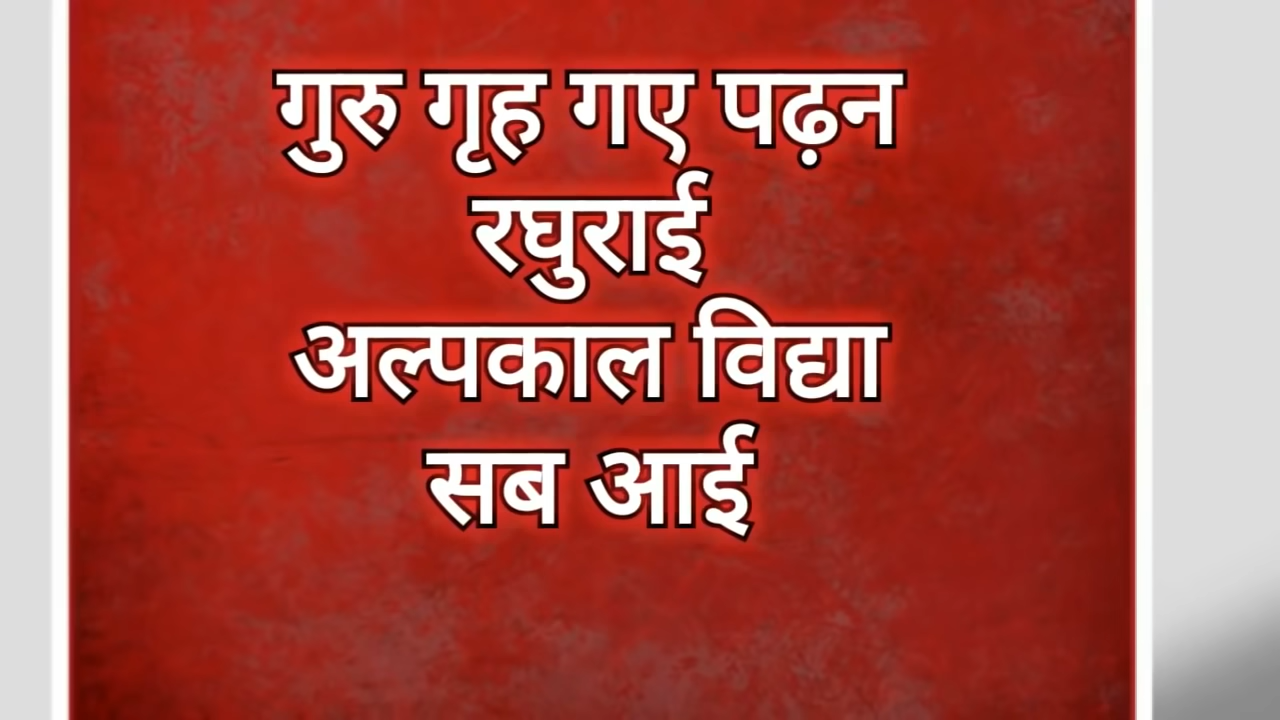 गुरु गृह गए पढ़न
रघुराई
अल्पकाल विद्या
सब आई